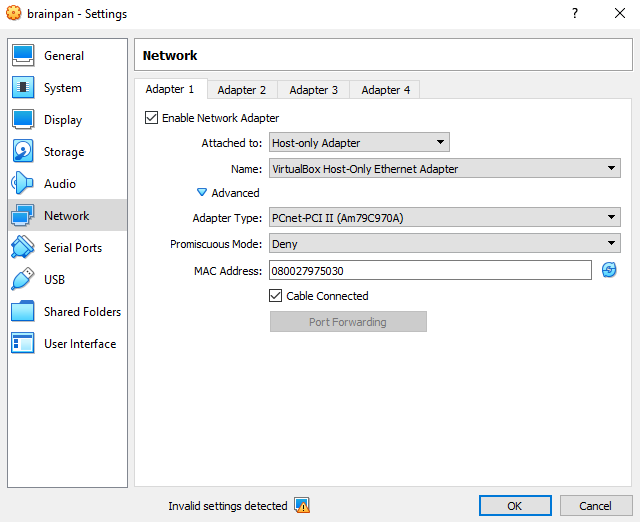 brainpan - Settings
General
System
Display
Storage
Audio
Network
Serial Ports
USB
Shared Folders
User Interface
Network
Adapter 1 Adapter 2 Adapter 3 Adapter 4
Enable Network Adapter
Attached to: Host-only Adapter
Name: VirtualBox Host-Only Ethernet Adapter
Advanced
Adapter Type: PCnet-PCI II (Am79C970A)
Promiscuous Mode: Deny
MAC Address: 080027975030
Cable Connected
Port Forwarding
Invalid settings detected OK Cancel